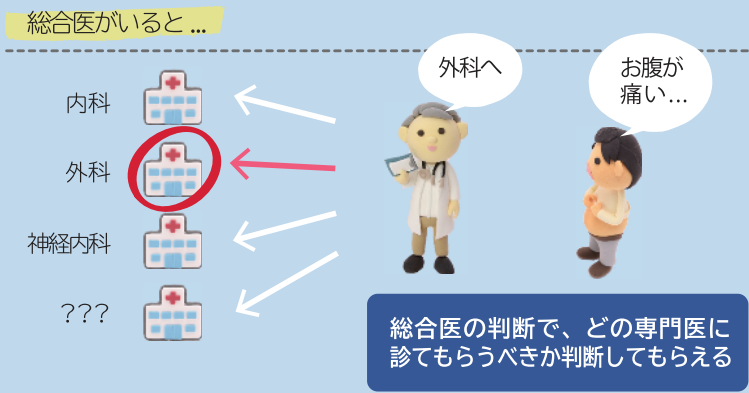 総合医がいると...
外科へ
お腹が
痛い...
内科
外科
神経内科
???
総合医の判断で、どの専門医に
診てもらうべきか判断してもらえる